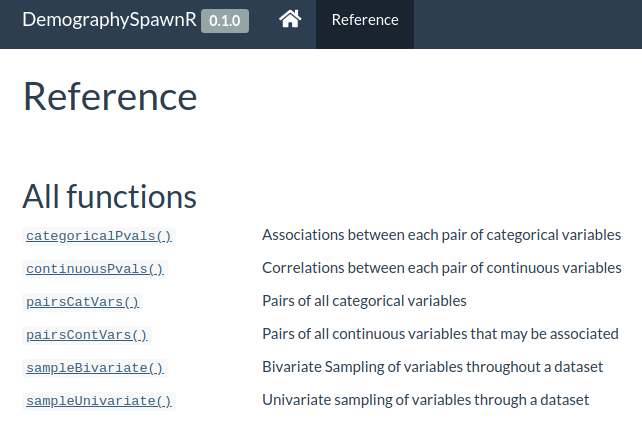 DemographySpawnR 0.1.0 Reference
Reference
All functions
categoricalPvals() Associations between each pair of categorical variables
continuousPvals() Correlations between each pair of continuous variables
pairsCatVars() Pairs of all categorical variables
pairsContVars() Pairs of all continuous variables that may be associated
sampleBivariate() Bivariate Sampling of variables throughout a dataset
sampleUnivariate() Univariate sampling of variables through a dataset